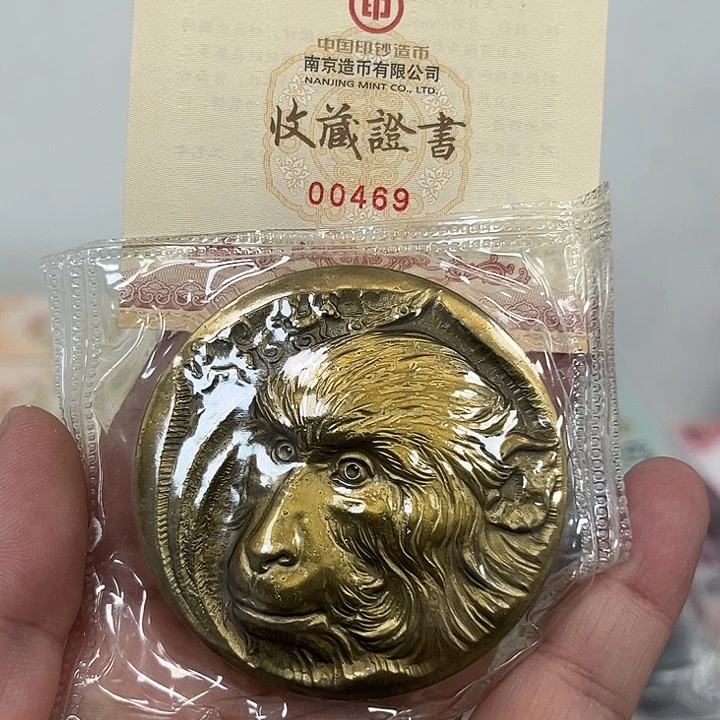 印
中国印钞造币
南京造币有限公司
NANJING MINT CO., LTD.
收藏證書
00469